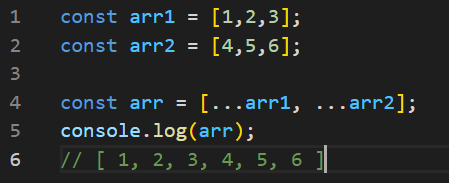 1 const arr1 = [1,2,3];
2 const arr2 = [4,5,6];
3
4 const arr = [...arr1, ...arr2];
5 console.log(arr);
6 // [ 1, 2, 3, 4, 5, 6 ]